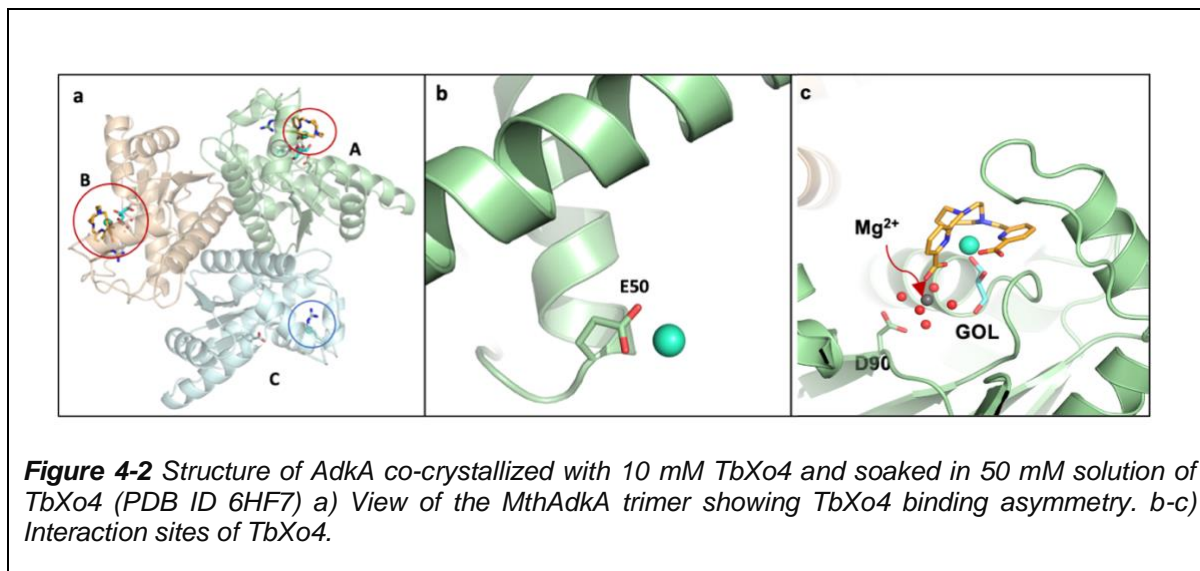 a
B
A
C
b
E50
c
Mg²⁺
GOL
D90
Figure 4-2 Structure of AdkA co-crystallized with 10 mM TbXo4 and soaked in 50 mM solution of
TbXo4 (PDB ID 6HF7) a) View of the MthAdkA trimer showing TbXo4 binding asymmetry. b-c)
Interaction sites of TbXo4.